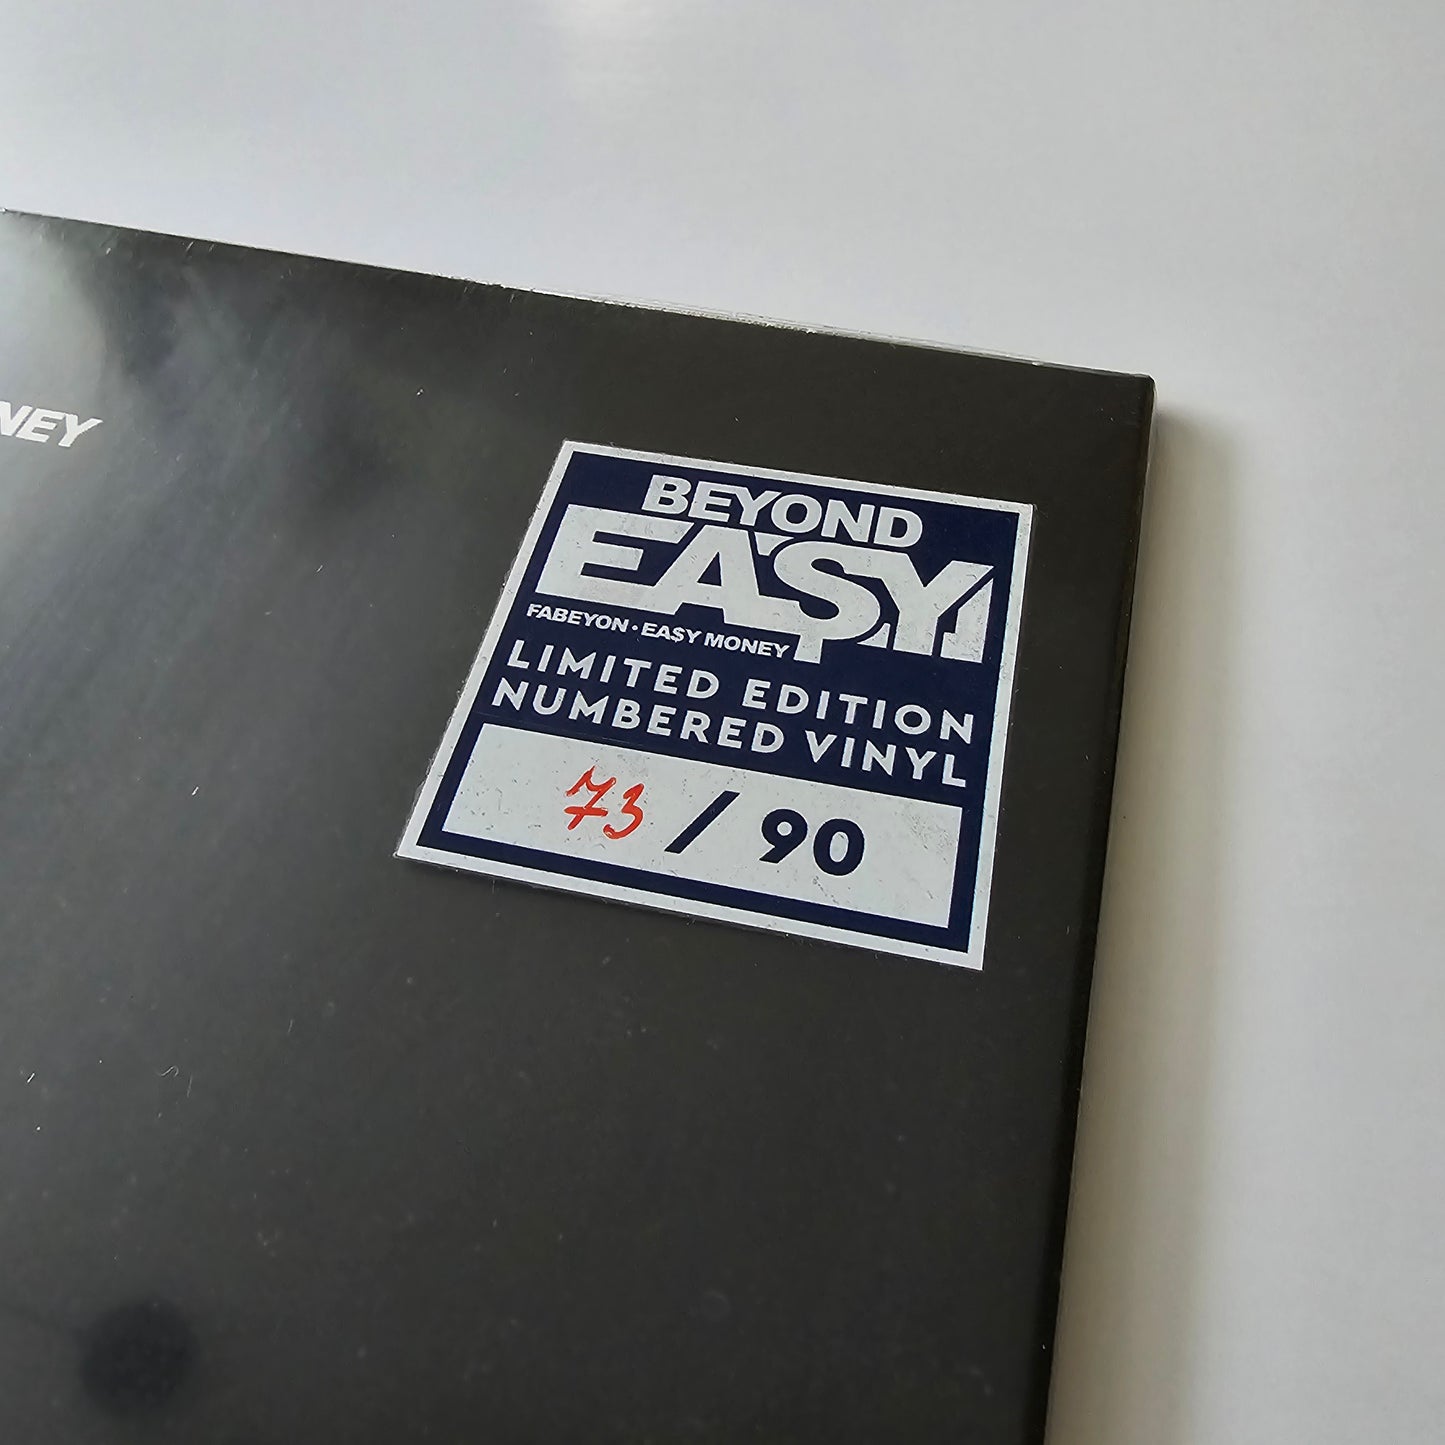 NEY
BEYOND
EA$Y
FABEYON · EA$Y MONEY
LIMITED EDITION
NUMBERED VINYL
73 / 90